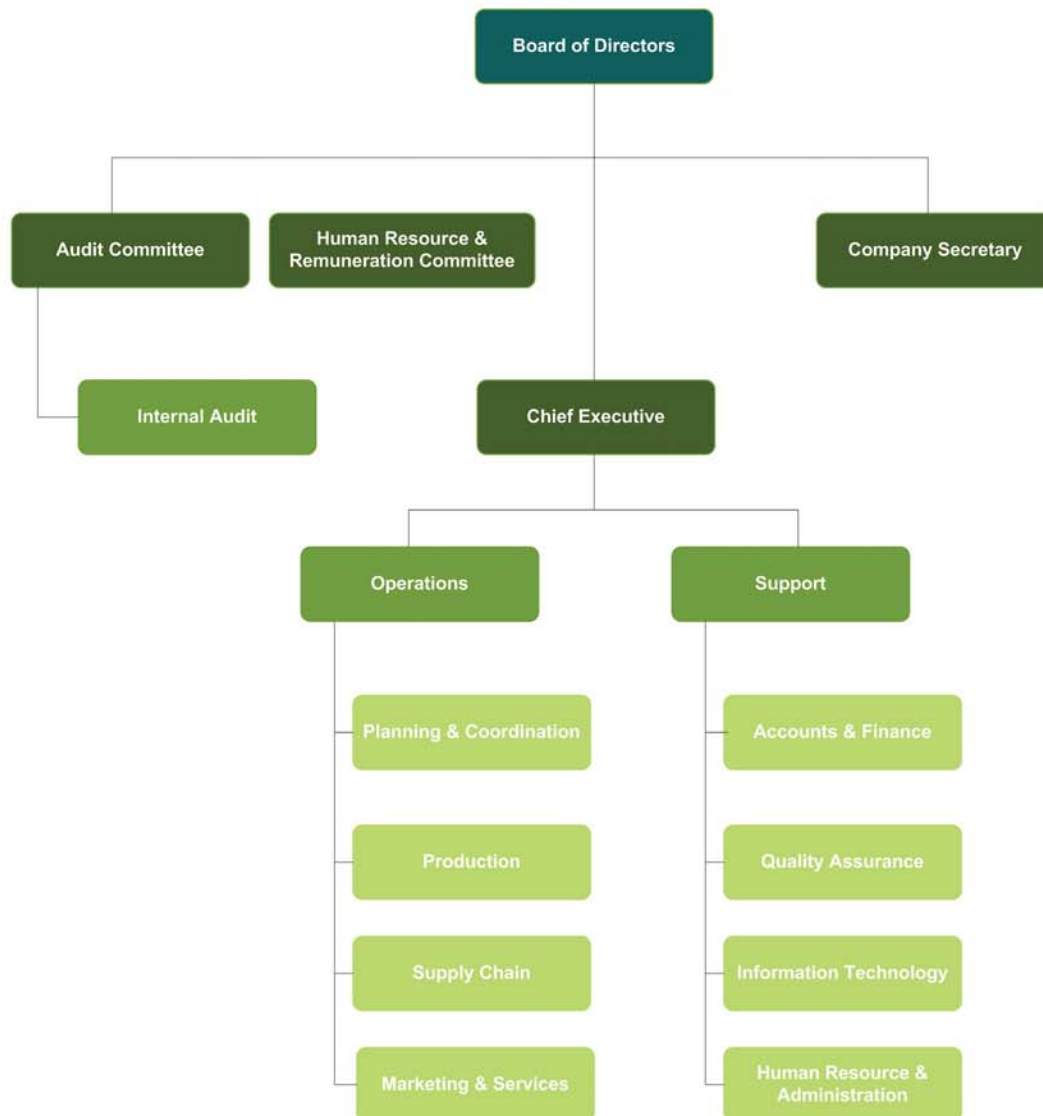 Board of Directors
Audit Committee
Human Resource &
Remuneration Committee
Company Secretary
Internal Audit
Chief Executive
Operations
Support
Planning & Coordination
Accounts & Finance
Production
Quality Assurance
Supply Chain
Information Technology
Marketing & Services
Human Resource &
Administration